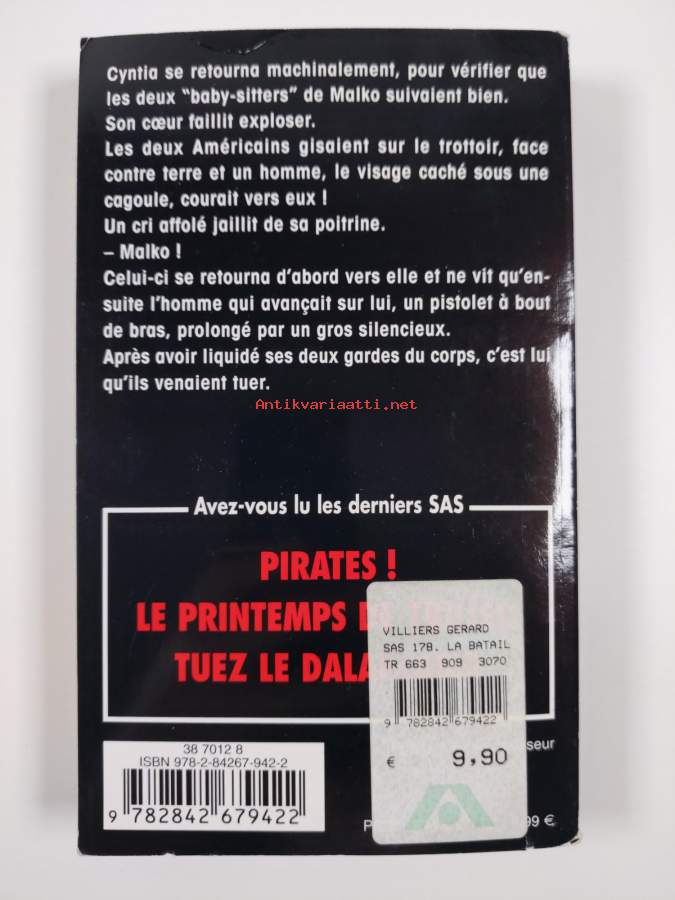 Cyntia se retourna machinalement, pour vérifier que
les deux "baby-sitters" de Malko suivaient bien.
Son cœur faillit exploser.
Les deux Américains gisaient sur le trottoir, face
contre terre et un homme, le visage caché sous une
cagoule, courait vers eux !
Un cri affolé jaillit de sa poitrine.
– Malko !
Celui-ci se retourna d'abord vers elle et ne vit qu'en-
suite l'homme qui avançait sur lui, un pistolet à bout
de bras, prolongé par un gros silencieux.
Après avoir liquidé ses deux gardes du corps, c'est lui
qu'ils venaient tuer.
Antikvariaatti.net
Avez-vous lu les derniers SAS
PIRATES !
LE PRINTEMPS
TUEZ LE
VILLIERS GERARD
SAS 178. LA BATAIL
TR 663 909 3070
9 782842 679422
€ 9,90
38 7012 8
ISBN 978-2-84267-942-2
9 782842 679422
sseur
99 €